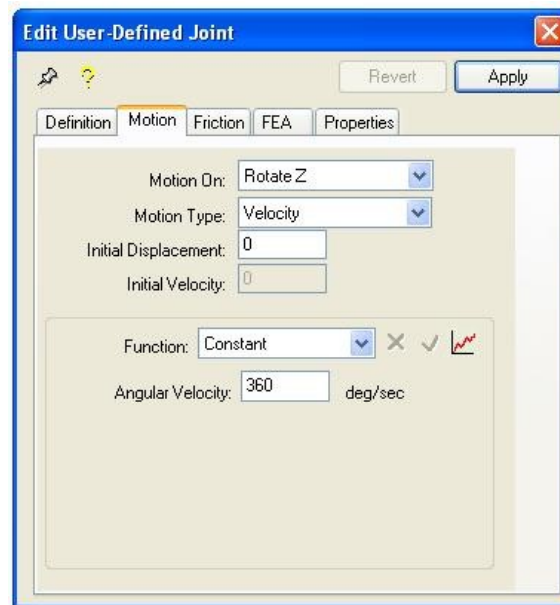 Edit User-Defined Joint
?
Revert Apply
Definition Motion Friction FEA Properties
Motion On: Rotate Z
Motion Type: Velocity
Initial Displacement: 0
Initial Velocity: 0
Function: Constant
Angular Velocity: 360 deg/sec